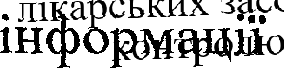 лікарських засо
інформації
контролю